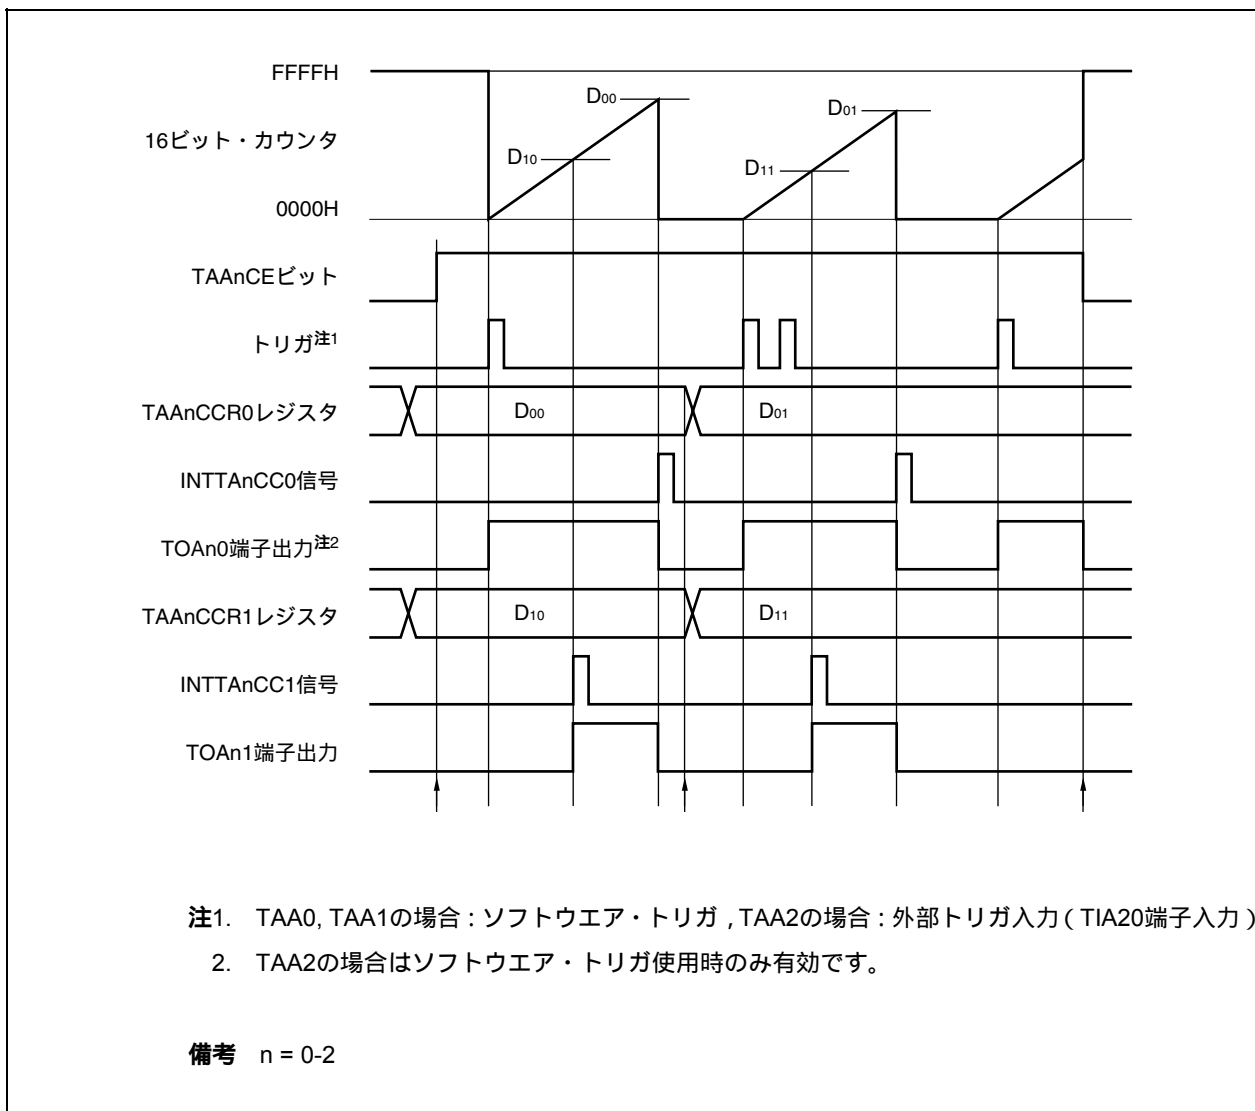 FFFFH
D00
D01
16ビット・カウンタ
D10
D11
0000H
TAAnCEビット
トリガ注1
TAAnCCR0レジスタ
D00
D01
INTTAnCC0信号
TOAn0端子出力注2
TAAnCCR1レジスタ
D10
D11
INTTAnCC1信号
TOAn1端子出力
注1. TAA0, TAA1の場合：ソフトウエア・トリガ，TAA2の場合：外部トリガ入力（TIA20端子入力）
2. TAA2の場合はソフトウエア・トリガ使用時のみ有効です。
備考 n = 0-2